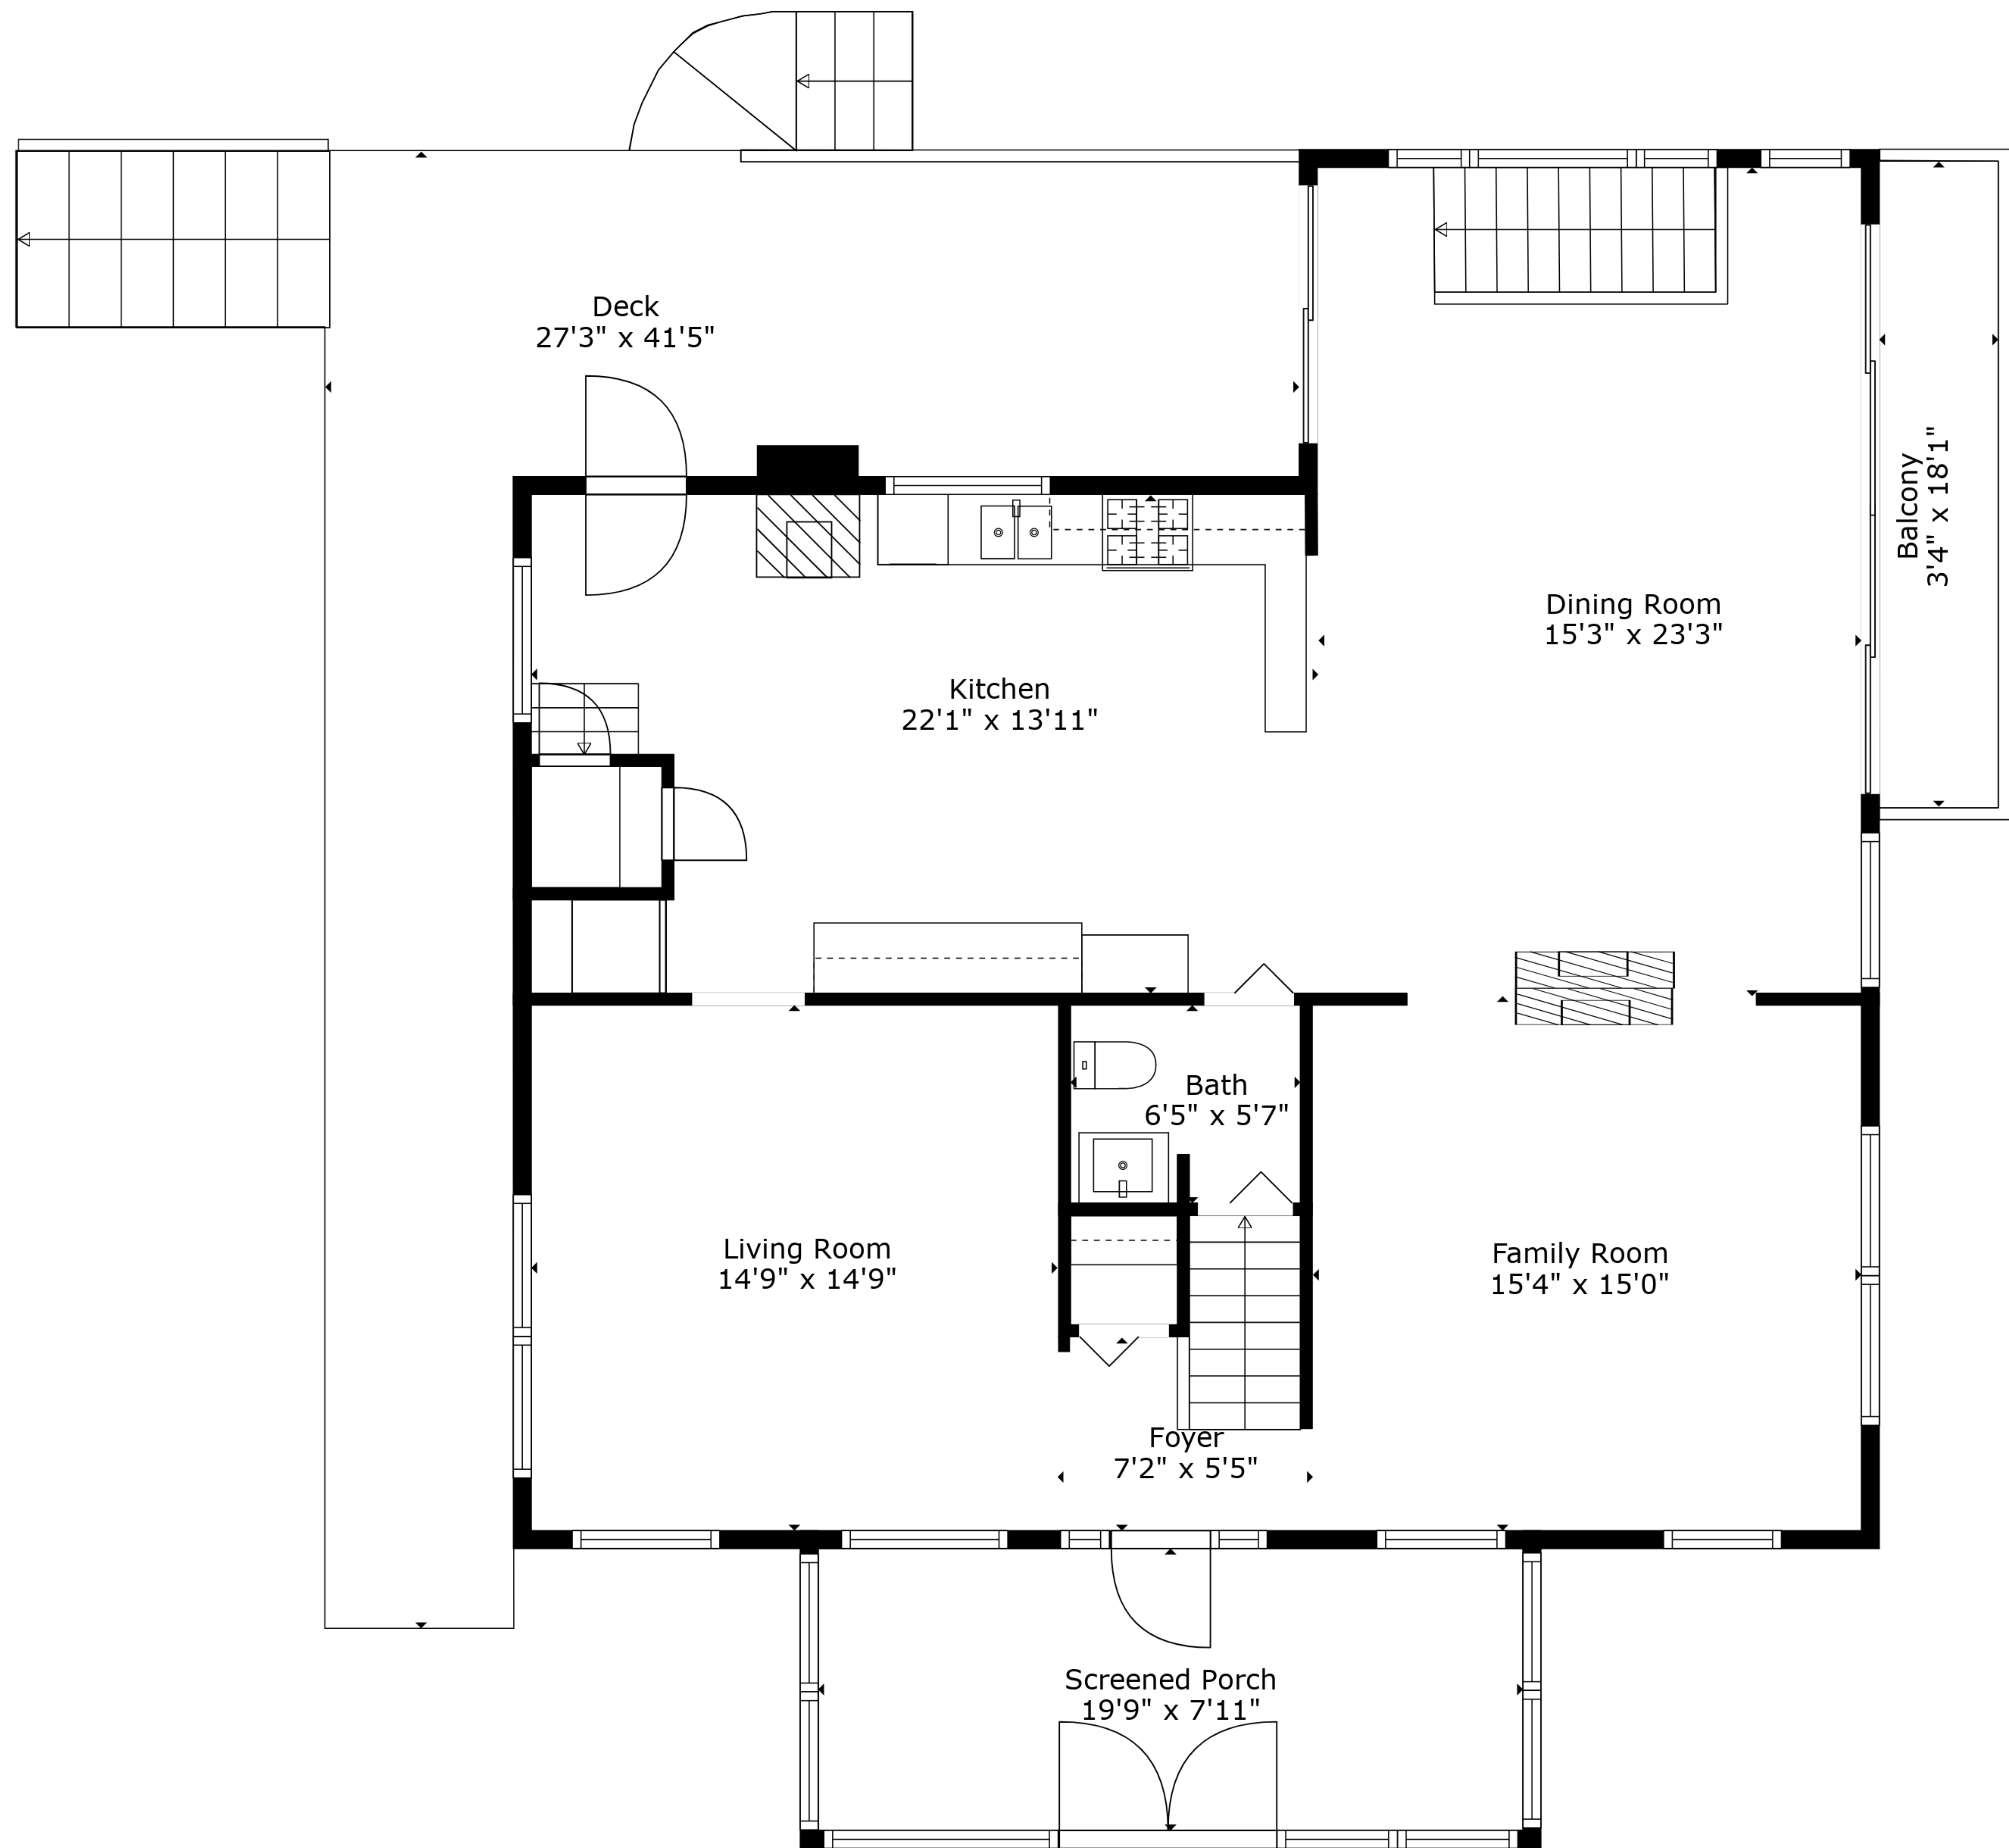 Deck
27'3" x 41'5"
Balcony
3'4" x 18'1"
Dining Room
15'3" x 23'3"
Kitchen
22'1" x 13'11"
Bath
6'5" x 5'7"
Living Room
14'9" x 14'9"
Family Room
15'4" x 15'0"
Foyer
7'2" x 5'5"
Screened Porch
19'9" x 7'11"